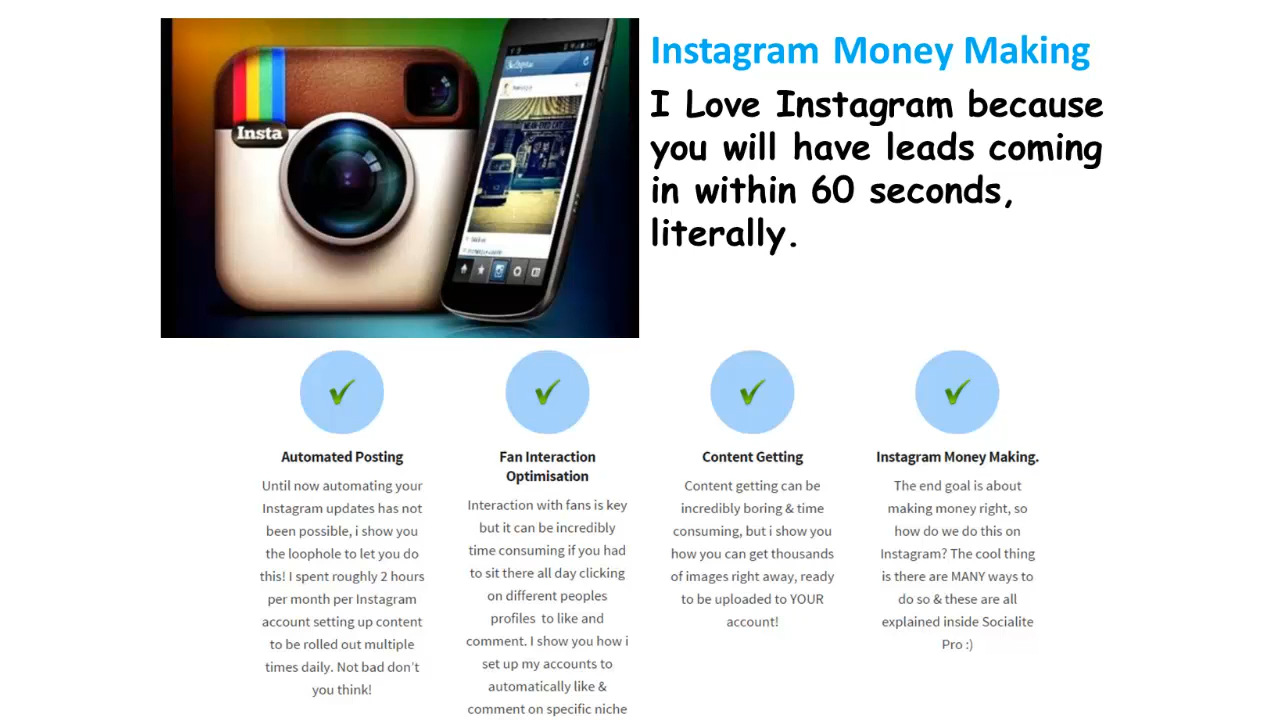 Insta
Instagram Money Making
I Love Instagram because
you will have leads coming
in within 60 seconds,
literally.
Automated Posting
Until now automating your
Instagram updates has not
been possible, i show you
the loophole to let you do
this! I spent roughly 2 hours
per month per Instagram
account setting up content
to be rolled out multiple
times daily. Not bad don't
you think!
Fan Interaction
Optimisation
Interaction with fans is key
but it can be incredibly
time consuming if you had
to sit there all day clicking
on different peoples
profiles to like and
comment. I show you how i
set up my accounts to
automatically like &
comment on specific niche
Content Getting
Content getting can be
incredibly boring & time
consuming, but i show you
how you can get thousands
of images right away, ready
to be uploaded to YOUR
account!
Instagram Money Making.
The end goal is about
making money right, so
how do we do this on
Instagram? The cool thing
is there are MANY ways to
do so & these are all
explained inside Socialite
Pro :)